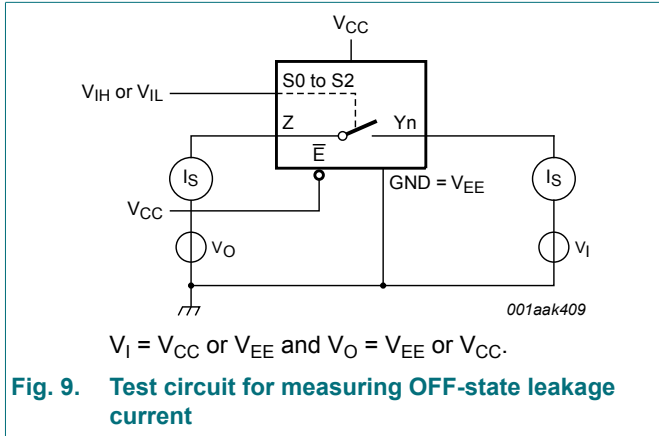 VCC
S0 to S2
VIH or VIL
Z
Yn
E
IS
IS
GND = VEE
VCC
VO
VI
001aak409
VI = VCC or VEE and VO = VEE or VCC.
Fig. 9. Test circuit for measuring OFF-state leakage
current